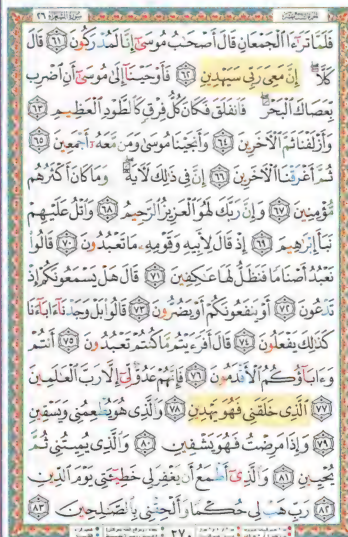 سورة الشعراء ٢٦
فَلَمَّا تَرَٰٓءَا ٱلْجَمْعَانِ قَالَ أَصْحَٰبُ مُوسَىٰٓ إِنَّا لَمُدْرَكُونَ ٦١ قَالَ
كَلَّآ إِنَّ مَعِىَ رَبِّى سَيَهْدِينِ ٦٢ فَأَوْحَيْنَآ إِلَىٰ مُوسَىٰٓ أَنِ ٱضْرِب
بِّعَصَاكَ ٱلْبَحْرَ فَٱنفَلَقَ فَكَانَ كُلُّ فِرْقٍ كَٱلطَّوْدِ ٱلْعَظِيمِ ٦٣
وَأَزْلَفْنَا ثَمَّ ٱلْءَاخَرِينَ ٦٤ وَأَنجَيْنَا مُوسَىٰ وَمَن مَّعَهُۥٓ أَجْمَعِينَ ٦٥
ثُمَّ أَغْرَقْنَا ٱلْءَاخَرِينَ ٦٦ إِنَّ فِى ذَٰلِكَ لَءَايَةً وَمَا كَانَ أَكْثَرُهُم
مُّؤْمِنِينَ ٦٧ وَإِنَّ رَبَّكَ لَهُوَ ٱلْعَزِيزُ ٱلرَّحِيمُ ٦٨ وَٱتْلُ عَلَيْهِمْ
نَبَأَ إِبْرَٰهِيمَ ٦٩ إِذْ قَالَ لِأَبِيهِ وَقَوْمِهِۦ مَا تَعْبُدُونَ ٧٠ قَالُوا۟
نَعْبُدُ أَصْنَامًا فَنَظَلُّ لَهَا عَٰكِفِينَ ٧١ قَالَ هَلْ يَسْمَعُونَكُمْ إِذْ
تَدْعُونَ ٧٢ أَوْ يَنفَعُونَكُمْ أَوْ يَضُرُّونَ ٧٣ قَالُوا۟ بَلْ وَجَدْنَآ ءَابَآءَنَا
كَذَٰلِكَ يَفْعَلُونَ ٧٤ قَالَ أَفَرَءَيْتُم مَّا كُنتُمْ تَعْبُدُونَ ٧٥ أَنتُمْ
وَءَابَآؤُكُمُ ٱلْأَقْدَمُونَ ٧٦ فَإِنَّهُمْ عَدُوٌّ لِّىٓ إِلَّا رَبَّ ٱلْعَٰلَمِينَ
٧٧ ٱلَّذِى خَلَقَنِى فَهُوَ يَهْدِينِ ٧٨ وَٱلَّذِى هُوَ يُطْعِمُنِى وَيَسْقِينِ
٧٩ وَإِذَا مَرِضْتُ فَهُوَ يَشْفِينِ ٨٠ وَٱلَّذِى يُمِيتُنِى ثُمَّ
يُحْيِينِ ٨١ وَٱلَّذِىٓ أَطْمَعُ أَن يَغْفِرَ لِى خَطِيٓـَٔتِى يَوْمَ ٱلدِّينِ
٨٢ رَبِّ هَبْ لِى حُكْمًا وَأَلْحِقْنِى بِٱلصَّٰلِحِينَ ٨٣
٣٧٠